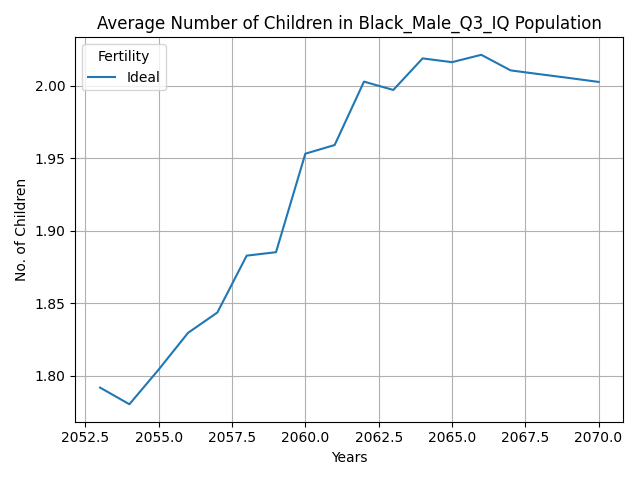 Average Number of Children in Black_Male_Q3_IQ Population
Fertility
Ideal
No. of Children
2.00
1.95
1.90
1.85
1.80
2052.5 2055.0 2057.5 2060.0 2062.5 2065.0 2067.5 2070.0
Years